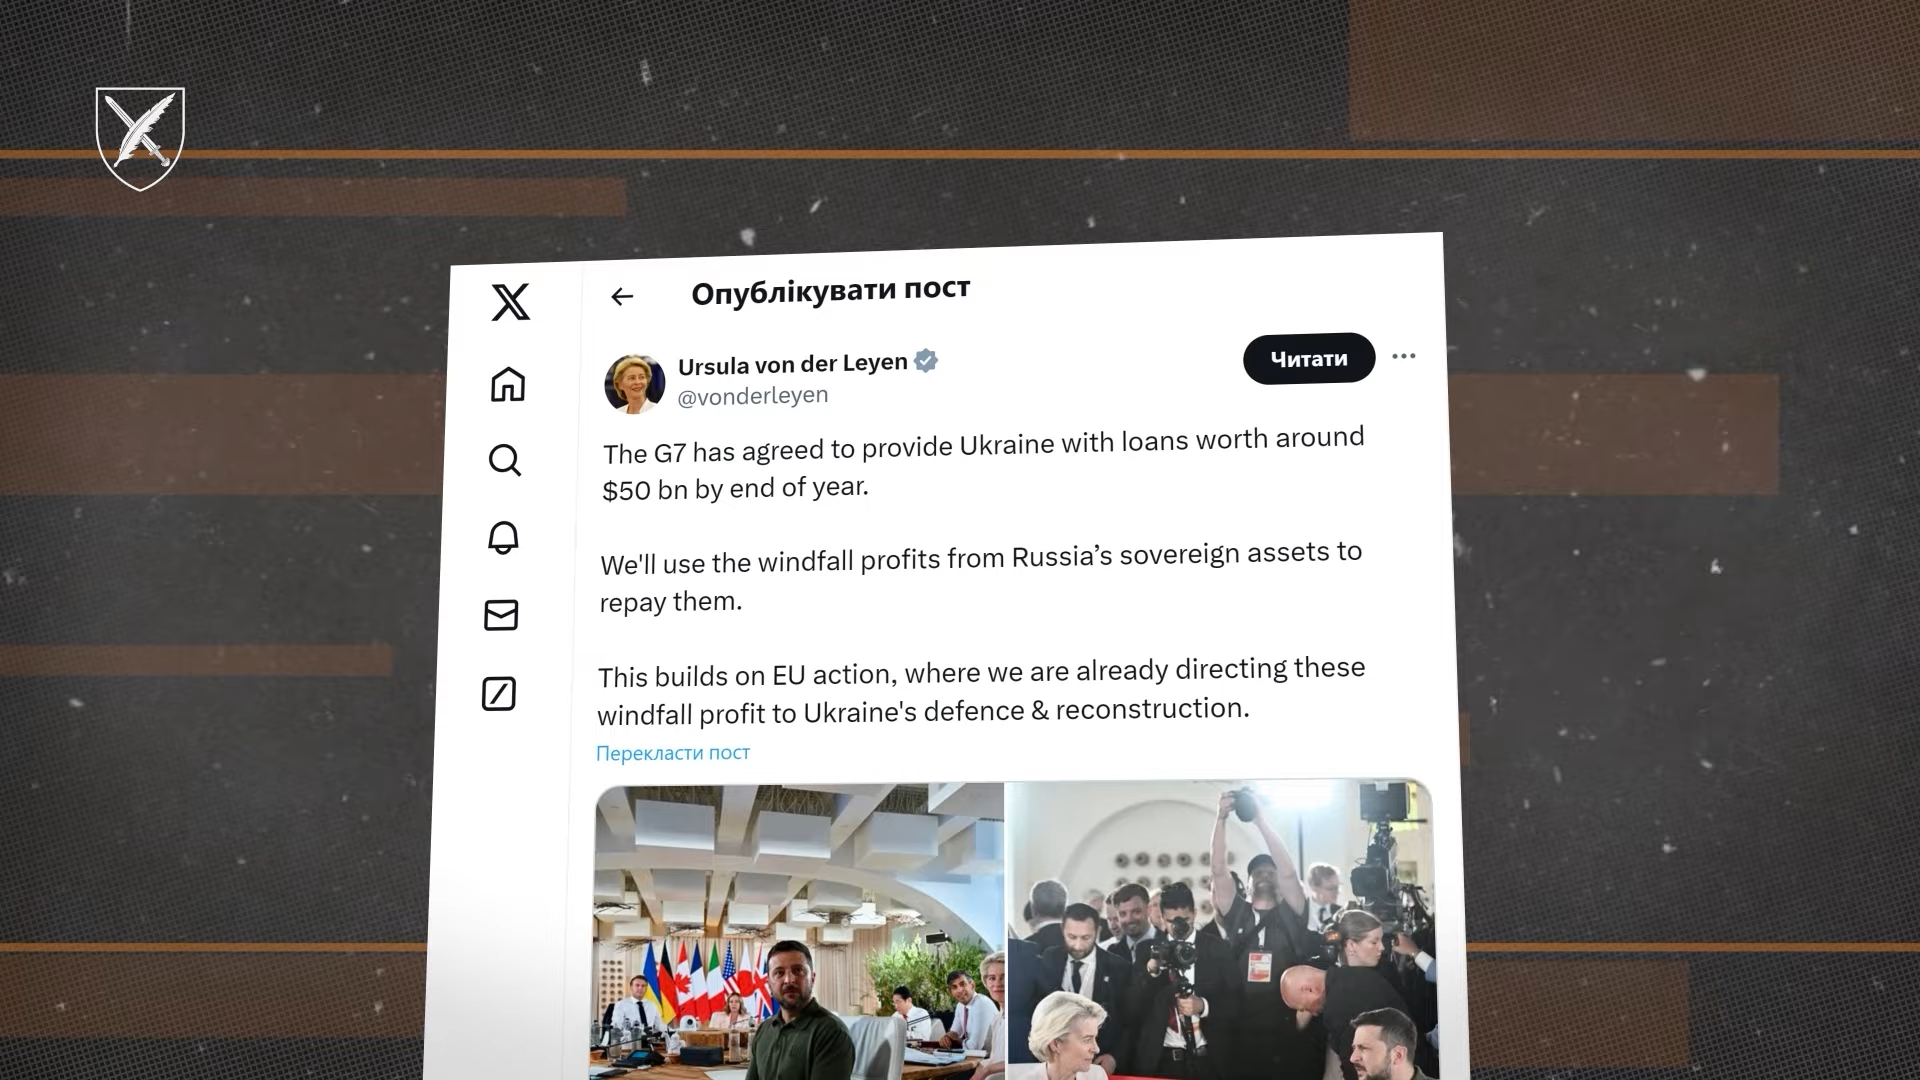 Опублікувати пост
Ursula von der Leyen
Читати
@vonderleyen
The G7 has agreed to provide Ukraine with loans worth around
$50 bn by end of year.
We'll use the windfall profits from Russia’s sovereign assets to
repay them.
This builds on EU action, where we are already directing these
windfall profit to Ukraine's defence & reconstruction.
Перекласти пост